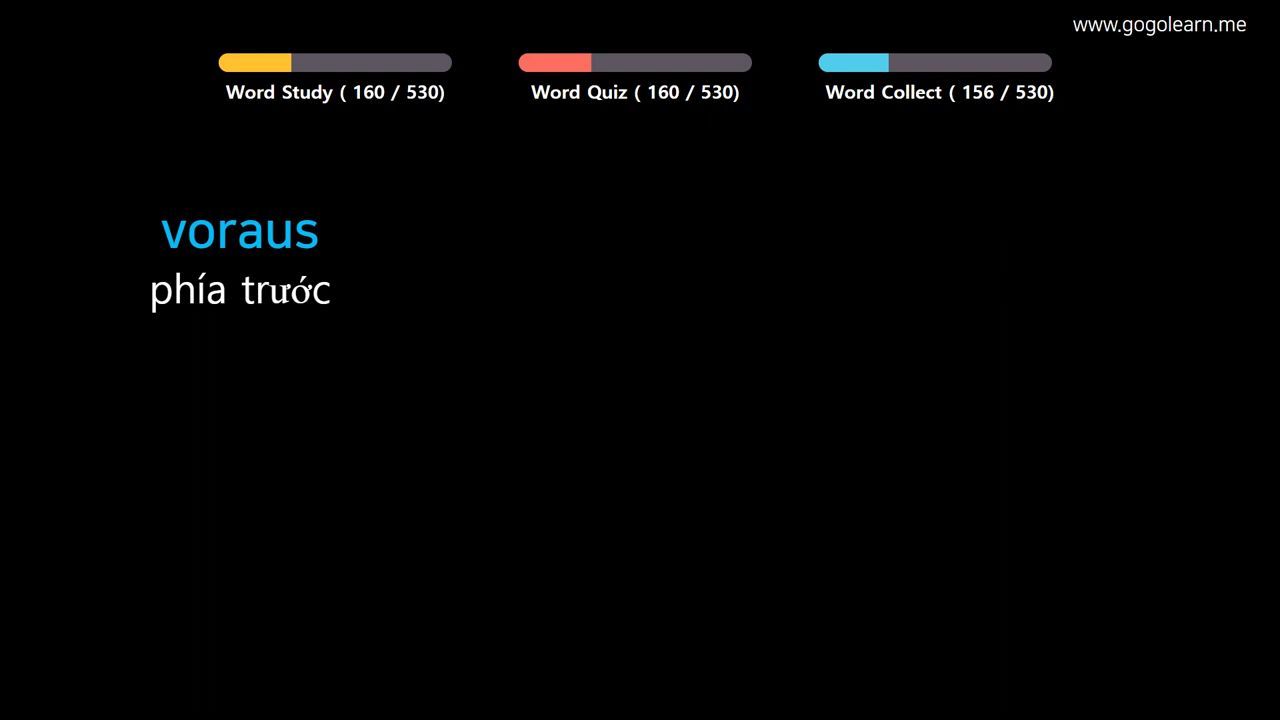 www.gogolearn.me
Word Study ( 160 / 530)
Word Quiz ( 160 / 530)
Word Collect ( 156 / 530)
voraus
phía trước